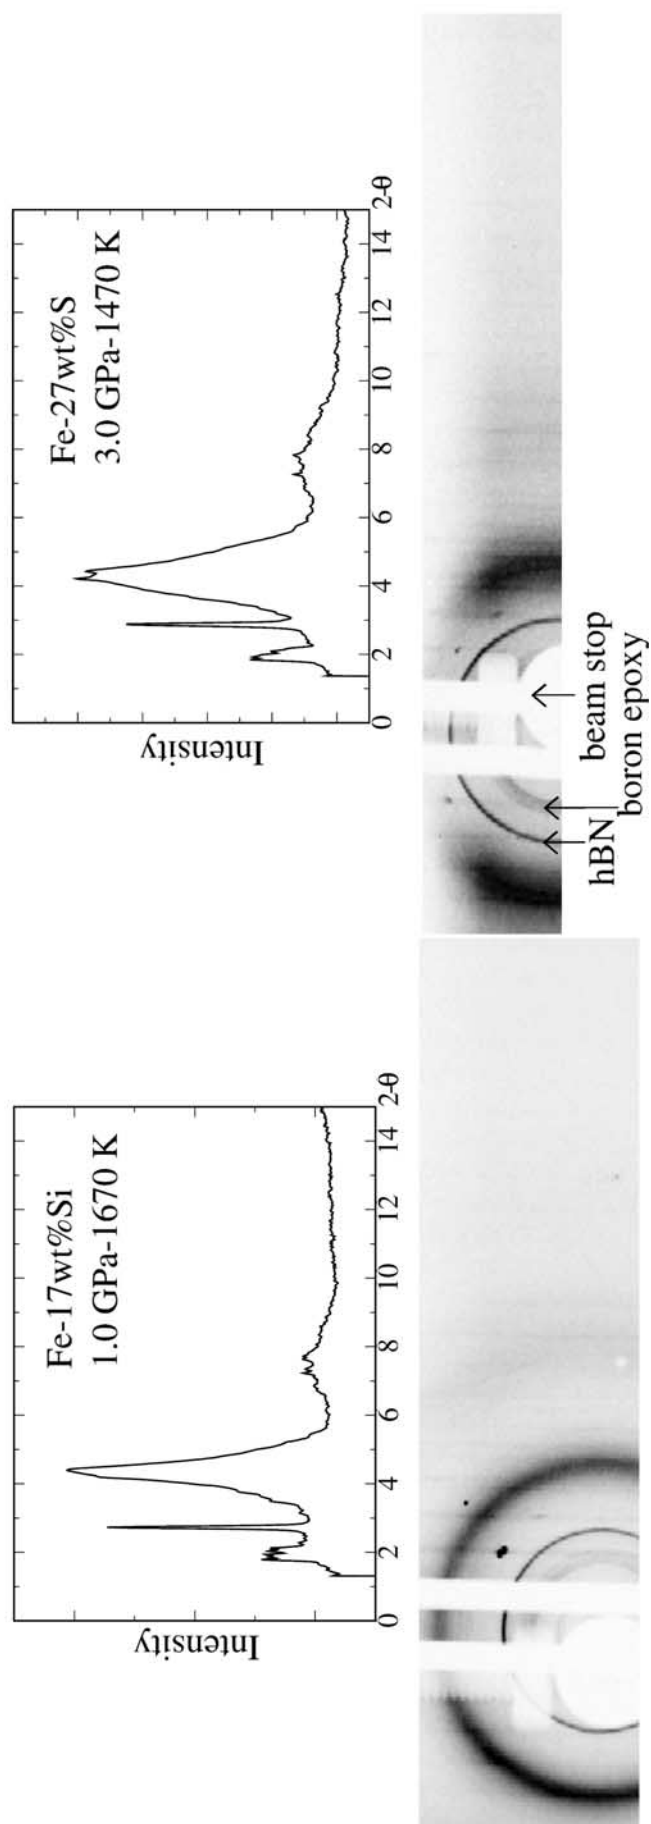 Fe-17wt%Si
1.0 GPa-1670 K
Intensity
0 2 4 6 8 10 12 14 2-θ
Fe-27wt%S
3.0 GPa-1470 K
Intensity
0 2 4 6 8 10 12 14 2-θ
hBN
beam stop
boron epoxy